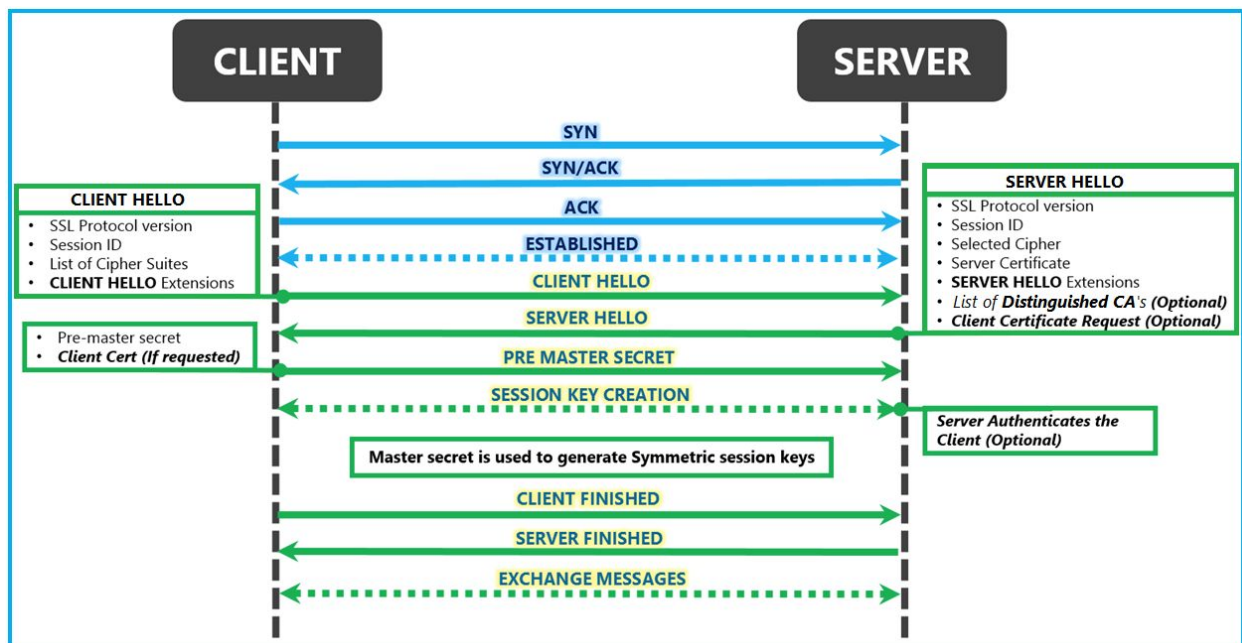 CLIENT
SERVER
SYN
SYN/ACK
CLIENT HELLO
• SSL Protocol version
• Session ID
• List of Cipher Suites
• CLIENT HELLO Extensions
SERVER HELLO
• SSL Protocol version
• Session ID
• Selected Cipher
• Server Certificate
• SERVER HELLO Extensions
• List of Distinguished CA's (Optional)
• Client Certificate Request (Optional)
ACK
ESTABLISHED
CLIENT HELLO
SERVER HELLO
• Pre-master secret
• Client Cert (If requested)
PRE MASTER SECRET
SESSION KEY CREATION
Server Authenticates the
Client (Optional)
Master secret is used to generate Symmetric session keys
CLIENT FINISHED
SERVER FINISHED
EXCHANGE MESSAGES